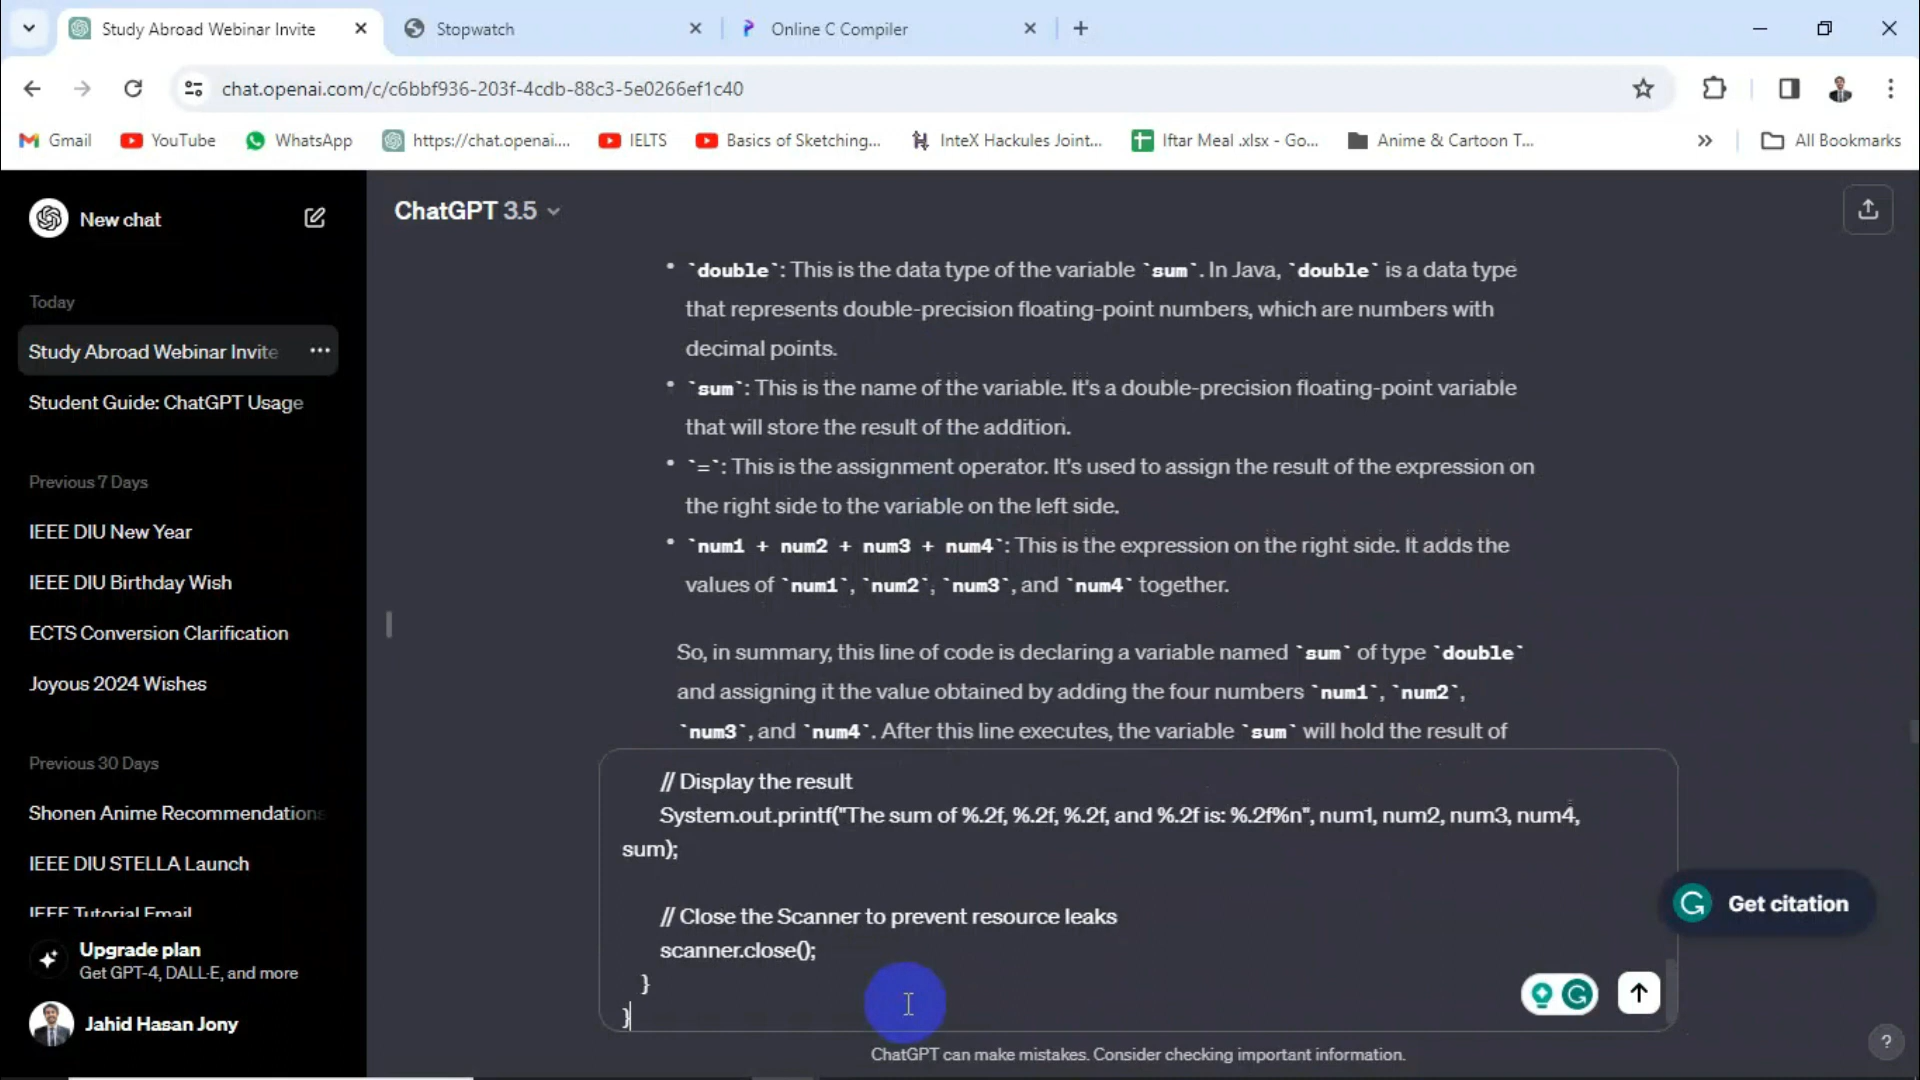 Study Abroad Webinar Invite
Stopwatch
Online C Compiler
chat.openai.com/c/c6bbf936-203f-4cdb-88c3-5e0266ef1c40
Gmail
YouTube
WhatsApp
https://chat.openai....
IELTS
Basics of Sketching...
InteX Hackules Joint...
Iftar Meal .xlsx - Go...
Anime & Cartoon T...
All Bookmarks
New chat
Today
Study Abroad Webinar Invite
Student Guide: ChatGPT Usage
Previous 7 Days
IEEE DIU New Year
IEEE DIU Birthday Wish
ECTS Conversion Clarification
Joyous 2024 Wishes
Previous 30 Days
Shonen Anime Recommendations
IEEE DIU STELLA Launch
IEEE Tutorial Email
Upgrade plan
Get GPT-4, DALL·E, and more
Jahid Hasan Jony
ChatGPT 3.5
• `double`: This is the data type of the variable `sum`. In Java, `double` is a data type
that represents double-precision floating-point numbers, which are numbers with
decimal points.
• `sum`: This is the name of the variable. It's a double-precision floating-point variable
that will store the result of the addition.
• `=`: This is the assignment operator. It's used to assign the result of the expression on
the right side to the variable on the left side.
• `num1 + num2 + num3 + num4`: This is the expression on the right side. It adds the
values of `num1`, `num2`, `num3`, and `num4` together.
So, in summary, this line of code is declaring a variable named `sum` of type `double`
and assigning it the value obtained by adding the four numbers `num1`, `num2`,
`num3`, and `num4`. After this line executes, the variable `sum` will hold the result of
// Display the result
System.out.printf("The sum of %.2f, %.2f, %.2f, and %.2f is: %.2f%n", num1, num2, num3, num4,
sum);
// Close the Scanner to prevent resource leaks
scanner.close();
}
}
Get citation
ChatGPT can make mistakes. Consider checking important information.
?